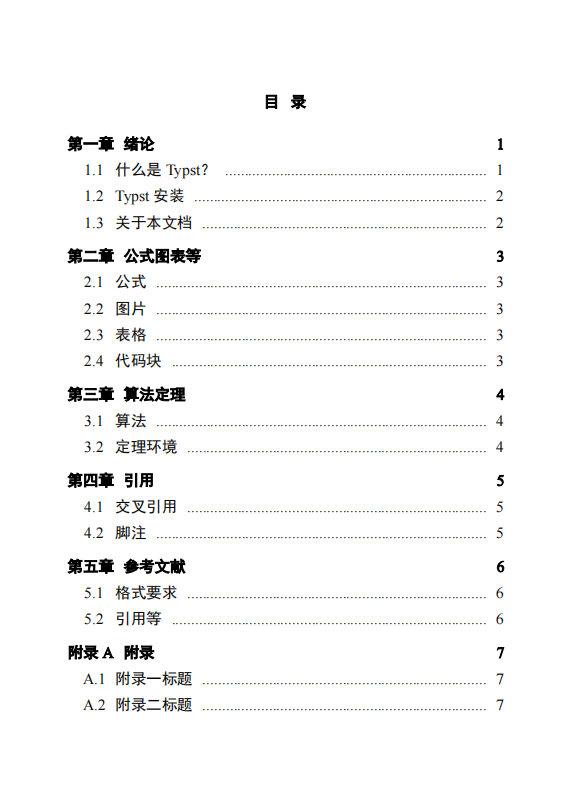 目 录
第一章 绪论 1
1.1 什么是 Typst？ 1
1.2 Typst 安装 2
1.3 关于本文档 2
第二章 公式图表等 3
2.1 公式 3
2.2 图片 3
2.3 表格 3
2.4 代码块 3
第三章 算法定理 4
3.1 算法 4
3.2 定理环境 4
第四章 引用 5
4.1 交叉引用 5
4.2 脚注 5
第五章 参考文献 6
5.1 格式要求 6
5.2 引用等 6
附录 A 附录 7
A.1 附录一标题 7
A.2 附录二标题 7